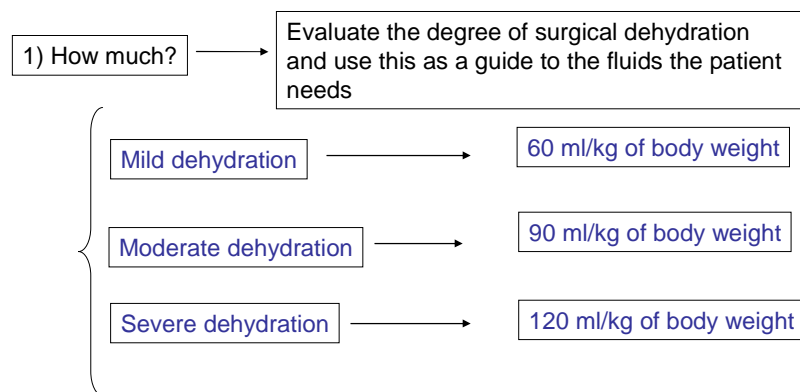 1) How much?
Evaluate the degree of surgical dehydration
and use this as a guide to the fluids the patient
needs
Mild dehydration
60 ml/kg of body weight
Moderate dehydration
90 ml/kg of body weight
Severe dehydration
120 ml/kg of body weight